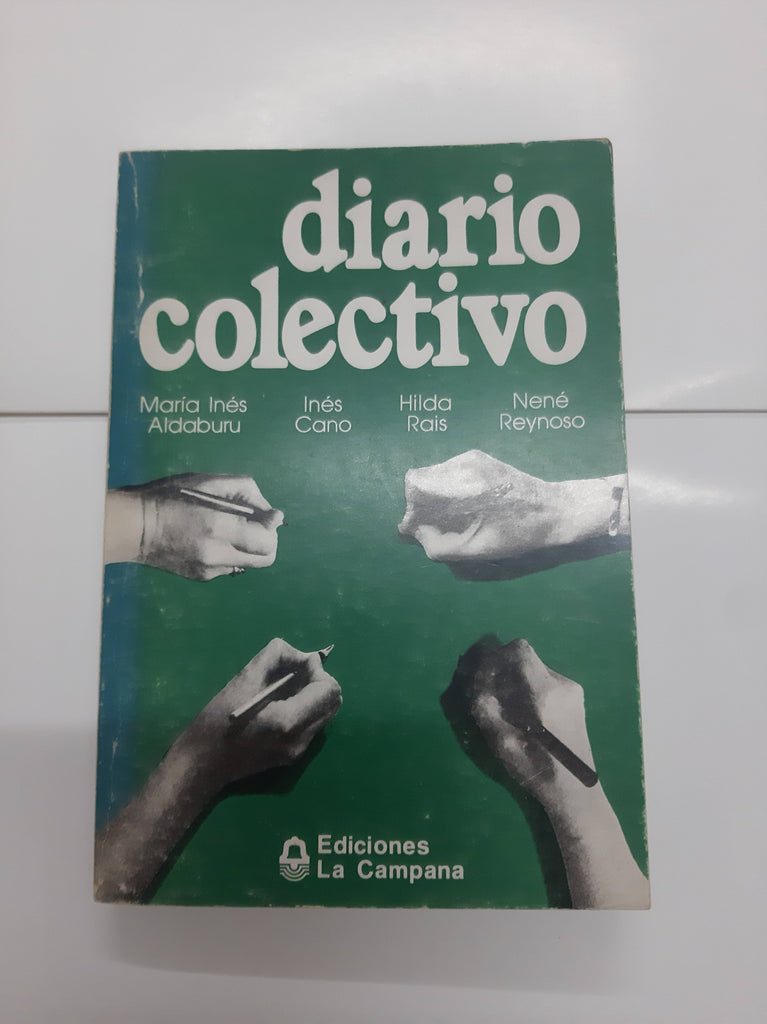 diario
colectivo
María Inés
Aldaburu
Inés
Cano
Hilda
Rais
Nené
Reynoso
Ediciones
La Campana